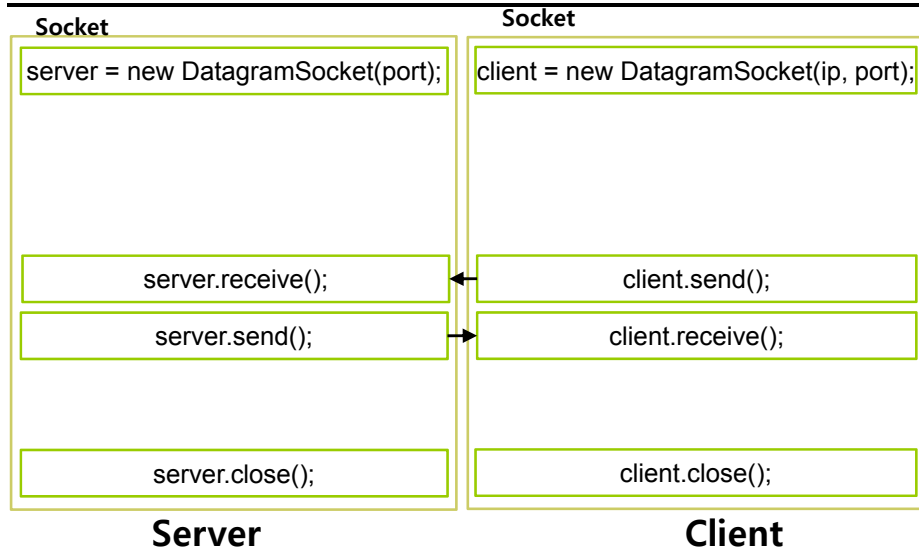 Socket
server = new DatagramSocket(port);
server.receive();
server.send();
server.close();
Server
Socket
client = new DatagramSocket(ip, port);
client.send();
client.receive();
client.close();
Client